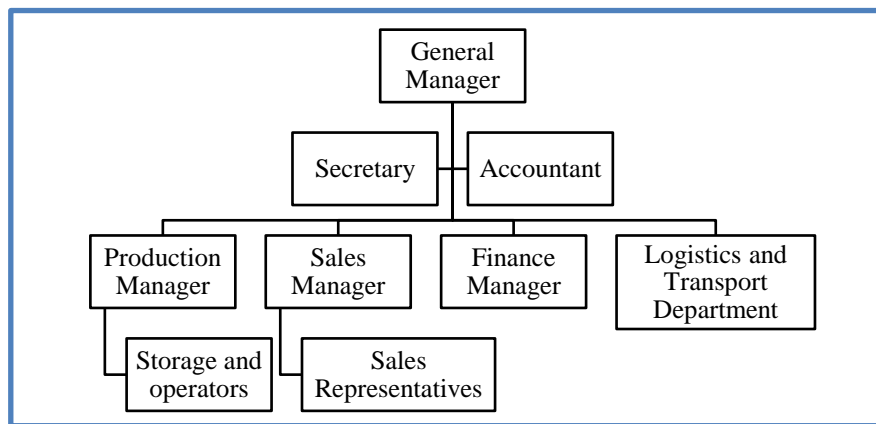 General
Manager
Secretary
Accountant
Production
Manager
Sales
Manager
Finance
Manager
Logistics and
Transport
Department
Storage and
operators
Sales
Representatives